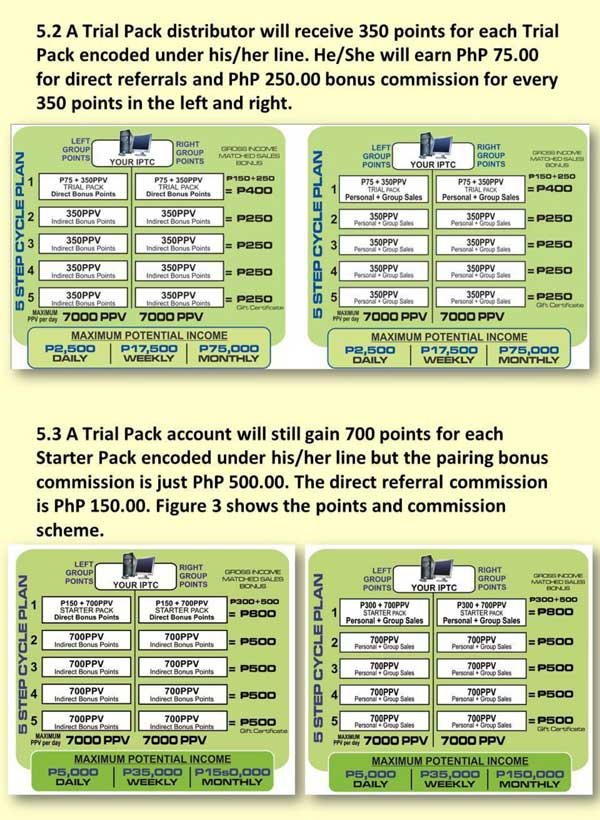 5.2 A Trial Pack distributor will receive 350 points for each Trial
Pack encoded under his/her line. He/She will earn PhP 75.00
for direct referrals and PhP 250.00 bonus commission for every
350 points in the left and right.
5 STEP CYCLE PLAN
LEFT GROUP POINTS
YOUR IPTC
RIGHT GROUP POINTS
GROSS INCOME MATCHED SALES BONUS
P150+250
1 P75 + 350PPV TRIAL PACK Direct Bonus Points P75 + 350PPV TRIAL PACK Direct Bonus Points = P400
2 350PPV Indirect Bonus Points 350PPV Indirect Bonus Points = P250
3 350PPV Indirect Bonus Points 350PPV Indirect Bonus Points = P250
4 350PPV Indirect Bonus Points 350PPV Indirect Bonus Points = P250
5 350PPV Indirect Bonus Points 350PPV Indirect Bonus Points = P250
Gift Certificate
MAXIMUM PPV per day 7000 PPV 7000 PPV
MAXIMUM POTENTIAL INCOME
P2,500 DAILY P17,500 WEEKLY P75,000 MONTHLY
5 STEP CYCLE PLAN
LEFT GROUP POINTS
YOUR IPTC
RIGHT GROUP POINTS
GROSS INCOME MATCHED SALES BONUS
P150+250
1 P75 + 350PPV TRIAL PACK Personal + Group Sales P75 + 350PPV TRIAL PACK Personal + Group Sales = P400
2 350PPV Personal + Group Sales 350PPV Personal + Group Sales = P250
3 350PPV Personal + Group Sales 350PPV Personal + Group Sales = P250
4 350PPV Personal + Group Sales 350PPV Personal + Group Sales = P250
5 350PPV Personal + Group Sales 350PPV Personal + Group Sales = P250
Gift Certificate
MAXIMUM PPV per day 7000 PPV 7000 PPV
MAXIMUM POTENTIAL INCOME
P2,500 DAILY P17,500 WEEKLY P75,000 MONTHLY
5.3 A Trial Pack account will still gain 700 points for each
Starter Pack encoded under his/her line but the pairing bonus
commission is just PhP 500.00. The direct referral commission
is PhP 150.00. Figure 3 shows the points and commission
scheme.
5 STEP CYCLE PLAN
LEFT GROUP POINTS
YOUR IPTC
RIGHT GROUP POINTS
GROSS INCOME MATCHED SALES BONUS
P300+500
1 P150 + 700PPV STARTER PACK Direct Bonus Points P150 + 700PPV STARTER PACK Direct Bonus Points = P800
2 700PPV Indirect Bonus Points 700PPV Indirect Bonus Points = P500
3 700PPV Indirect Bonus Points 700PPV Indirect Bonus Points = P500
4 700PPV Indirect Bonus Points 700PPV Indirect Bonus Points = P500
5 700PPV Indirect Bonus Points 700PPV Indirect Bonus Points = P500
Gift Certificate
MAXIMUM PPV per day 7000 PPV 7000 PPV
MAXIMUM POTENTIAL INCOME
P5,000 DAILY P35,000 WEEKLY P15s0,000 MONTHLY
5 STEP CYCLE PLAN
LEFT GROUP POINTS
YOUR IPTC
RIGHT GROUP POINTS
GROSS INCOME MATCHED SALES BONUS
P300+500
1 P300 + 700PPV STARTER PACK Personal + Group Sales P300 + 700PPV STARTER PACK Personal + Group Sales = P800
2 700PPV Personal + Group Sales 700PPV Personal + Group Sales = P500
3 700PPV Personal + Group Sales 700PPV Personal + Group Sales = P500
4 700PPV Personal + Group Sales 700PPV Personal + Group Sales = P500
5 700PPV Personal + Group Sales 700PPV Personal + Group Sales = P500
Gift Certificate
MAXIMUM PPV per day 7000 PPV 7000 PPV
MAXIMUM POTENTIAL INCOME
P5,000 DAILY P35,000 WEEKLY P150,000 MONTHLY